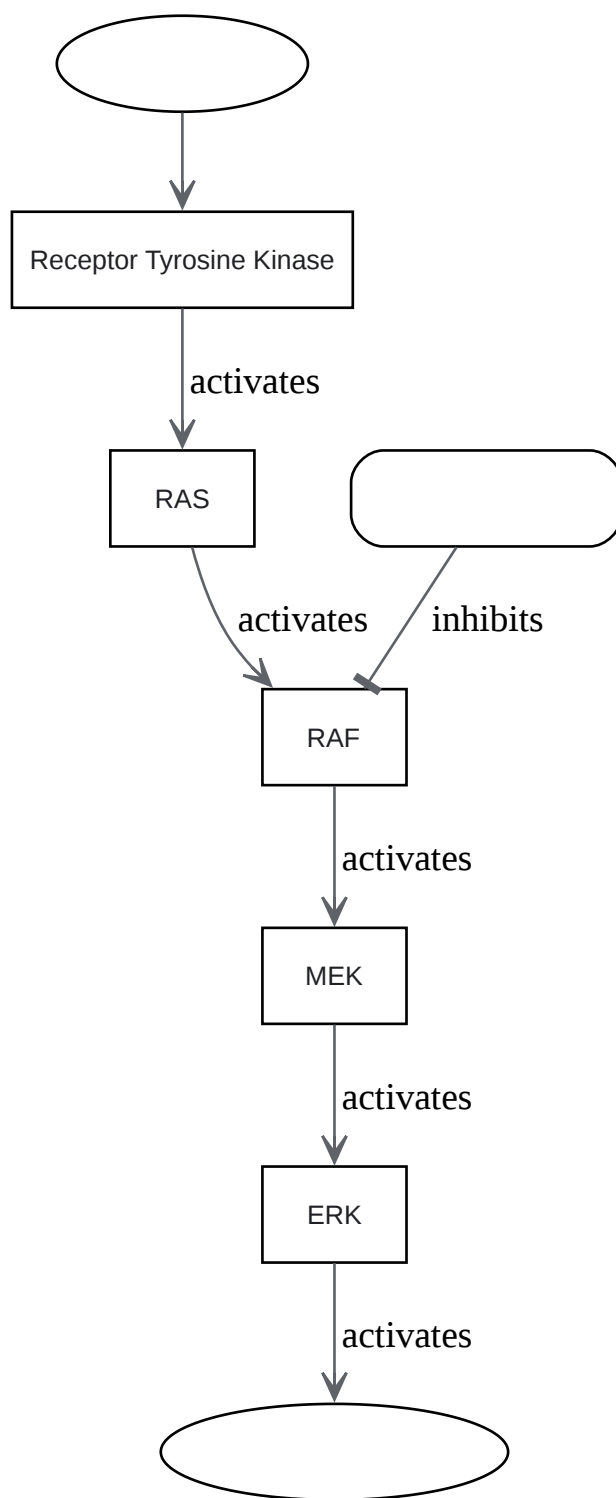 Receptor Tyrosine Kinase
activates
RAS
activates
inhibits
RAF
activates
MEK
activates
ERK
activates